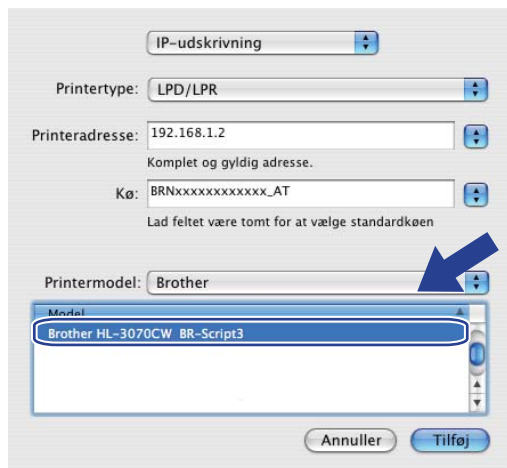 IP-udskrivning
Printertype: LPD/LPR
Printeradresse: 192.168.1.2
Komplet og gyldig adresse.
Kø: BRNxxxxxxxxxxxx_AT
Lad feltet være tomt for at vælge standardkøen
Printermodel: Brother
Model
Brother HL-3070CW BR-Script3
Annuller Tilføj